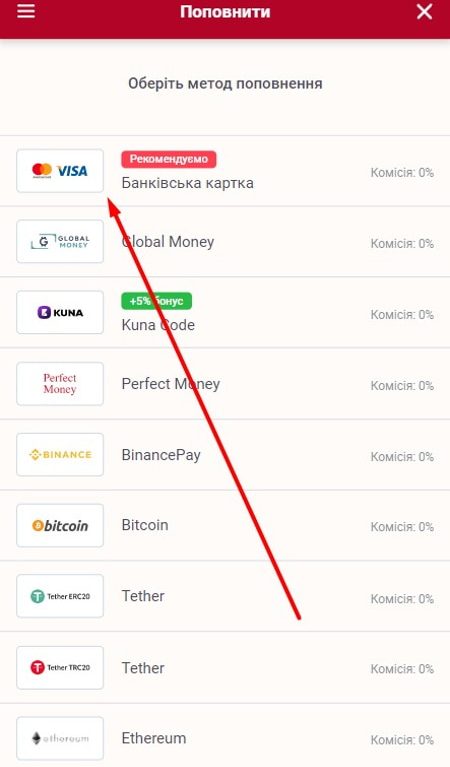 Поповнити
Оберіть метод поповнення
VISA
Рекомендуємо
Банківська картка
Комісія: 0%
GLOBAL
MONEY
Global Money
Комісія: 0%
KUNA
+5% бонус
Kuna Code
Комісія: 0%
Perfect
Money
Perfect Money
Комісія: 0%
BINANCE
BinancePay
Комісія: 0%
bitcoin
Bitcoin
Комісія: 0%
Tether ERC20
Tether
Комісія: 0%
Tether TRC20
Tether
Комісія: 0%
ethereum
Ethereum
Комісія: 0%